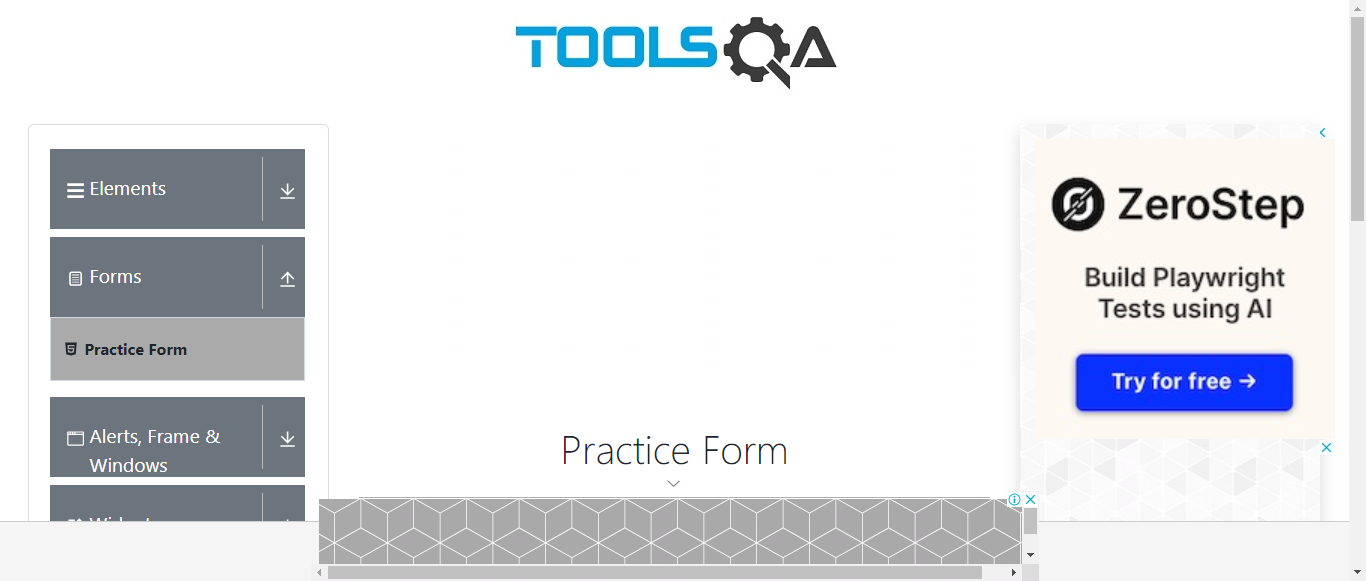 TOOLSQA
Elements
Forms
Practice Form
Alerts, Frame &
Windows
Practice Form
ZeroStep
Build Playwright
Tests using AI
Try for free →